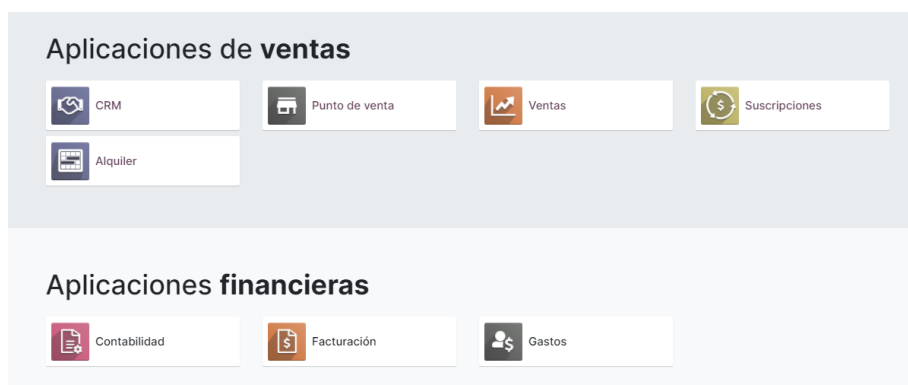 Aplicaciones de ventas
CRM
Punto de venta
Ventas
Suscripciones
Alquiler
Aplicaciones financieras
Contabilidad
Facturación
Gastos